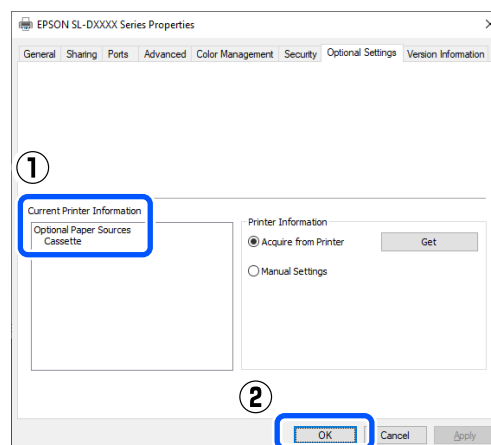 EPSON SL-DXXXX Series Properties
General Sharing Ports Advanced Color Management Security Optional Settings Version Information
①
Current Printer Information
Optional Paper Sources
Cassette
Printer Information
Acquire from Printer Get
Manual Settings
②
OK Cancel Apply